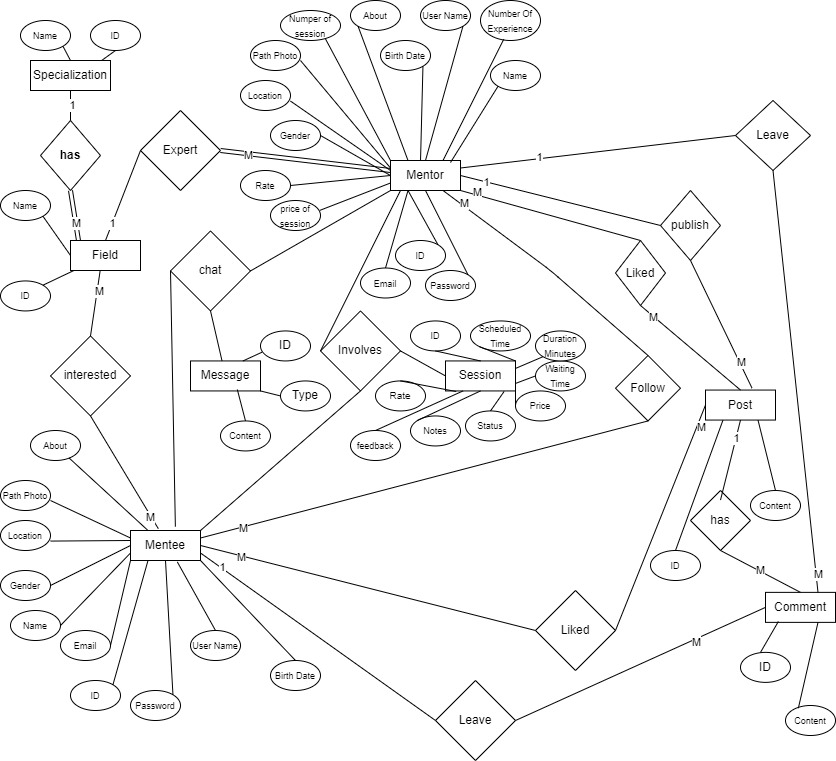 About
User Name
Number Of
Experience
Numper of
session
Name
ID
Path Photo
Birth Date
Specialization
Name
Location
1
Gender
has
Expert
M
1
Leave
Mentor
Rate
1
M
M
Name
price of
session
M
1
publish
Field
ID
chat
Liked
ID
Email
Password
M
M
ID
Scheduled
Time
Duration
Minutes
ID
Involves
M
interested
Message
Session
Waiting
Time
Follow
Type
Rate
Price
Post
Content
feedback
Notes
Status
M
1
About
Path Photo
Content
M
has
M
Location
Mentee
M
1
ID
M
M
Gender
Comment
Name
Email
User Name
Liked
M
ID
Birth Date
ID
Password
Leave
Content